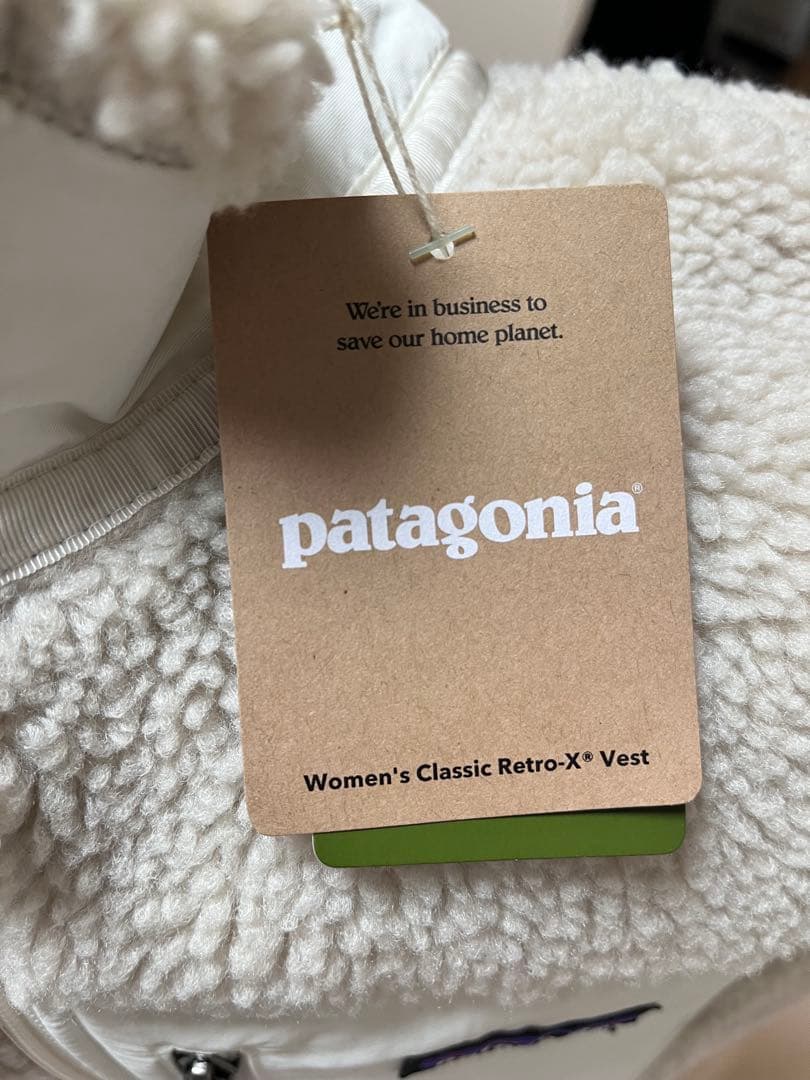 We're in business to
save our home planet.
patagonia®
Women's Classic Retro-X® Vest